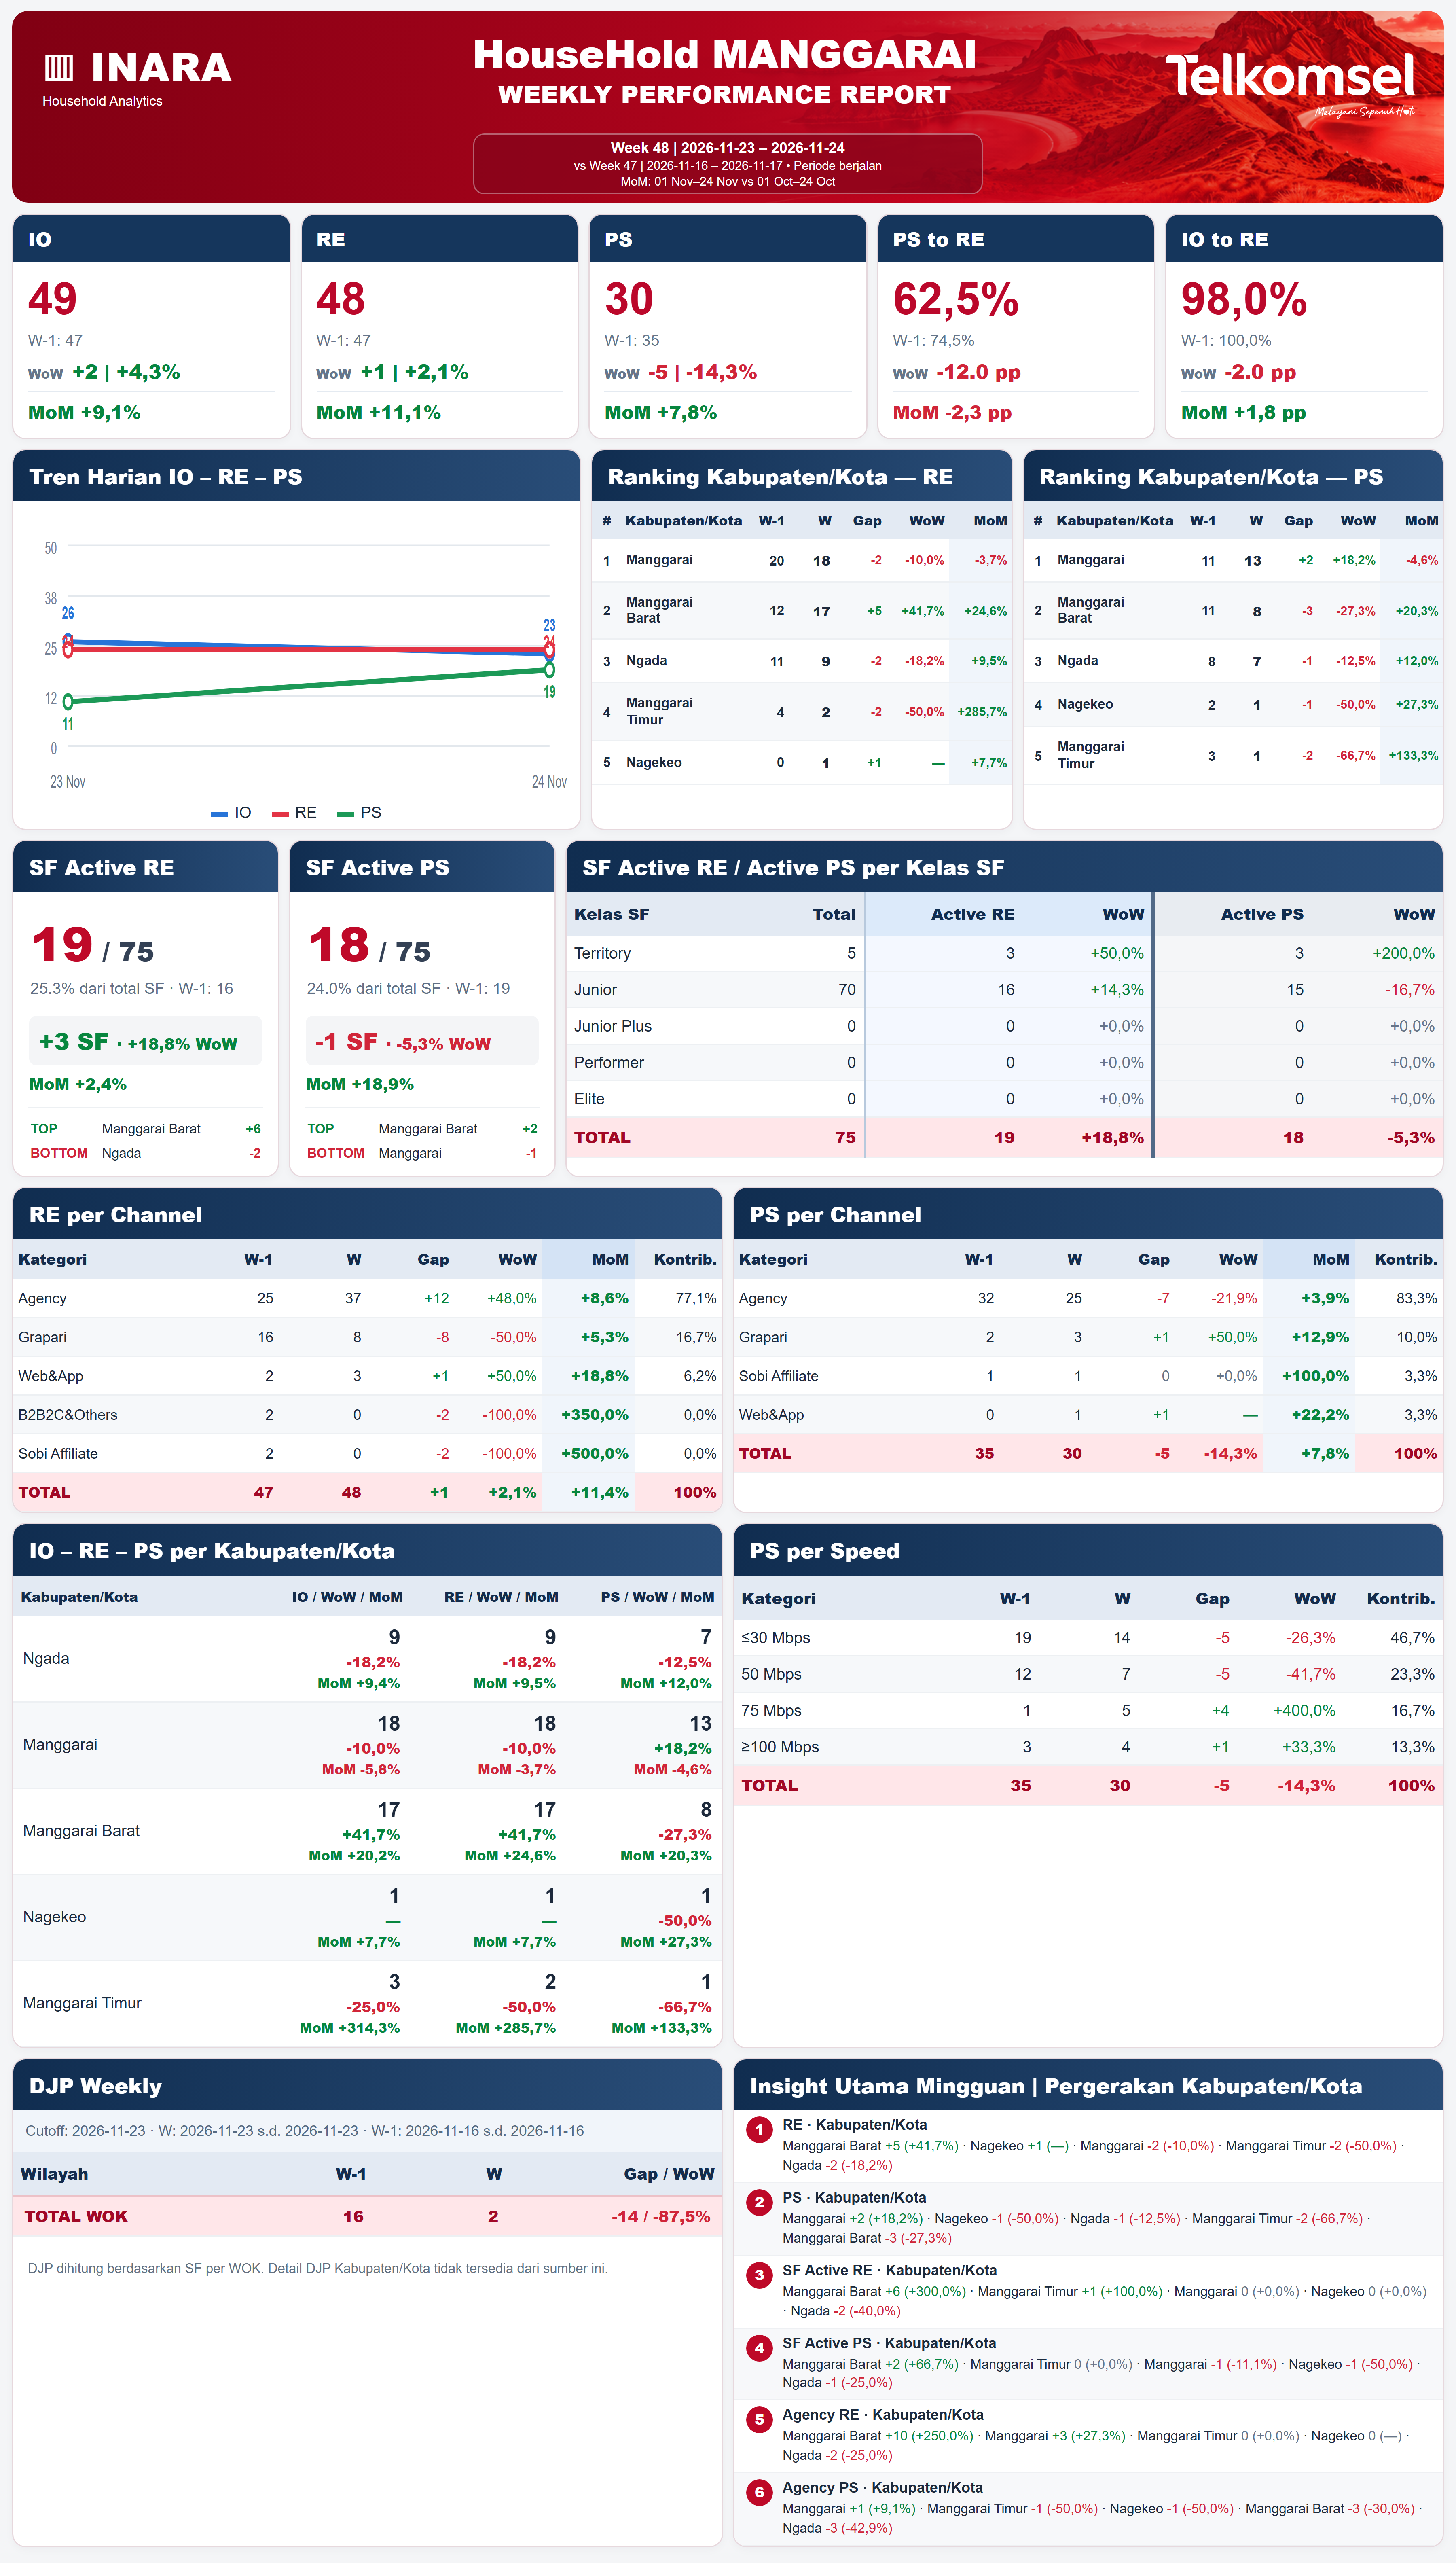 INARA
Household Analytics
HouseHold MANGGARAI
WEEKLY PERFORMANCE REPORT
Week 48 | 2026-11-23 – 2026-11-24
vs Week 47 | 2026-11-16 – 2026-11-17 • Periode berjalan
MoM: 01 Nov–24 Nov vs 01 Oct–24 Oct
Telkomsel
Melayani Sepenuh Hati
IO
49
W-1: 47
WoW +2 | +4,3%
MoM +9,1%
RE
48
W-1: 47
WoW +1 | +2,1%
MoM +11,1%
PS
30
W-1: 35
WoW -5 | -14,3%
MoM +7,8%
PS to RE
62,5%
W-1: 74,5%
WoW -12.0 pp
MoM -2,3 pp
IO to RE
98,0%
W-1: 100,0%
WoW -2.0 pp
MoM +1,8 pp
Tren Harian IO – RE – PS
50
38
25
12
0
26
11
23
24
19
23 Nov 24 Nov
IO RE PS
Ranking Kabupaten/Kota — RE
# Kabupaten/Kota W-1 W Gap WoW MoM
1 Manggarai 20 18 -2 -10,0% -3,7%
2 Manggarai Barat 12 17 +5 +41,7% +24,6%
3 Ngada 11 9 -2 -18,2% +9,5%
4 Manggarai Timur 4 2 -2 -50,0% +285,7%
5 Nagekeo 0 1 +1 — +7,7%
Ranking Kabupaten/Kota — PS
# Kabupaten/Kota W-1 W Gap WoW MoM
1 Manggarai 11 13 +2 +18,2% -4,6%
2 Manggarai Barat 11 8 -3 -27,3% +20,3%
3 Ngada 8 7 -1 -12,5% +12,0%
4 Nagekeo 2 1 -1 -50,0% +27,3%
5 Manggarai Timur 3 1 -2 -66,7% +133,3%
SF Active RE
19 / 75
25.3% dari total SF · W-1: 16
+3 SF · +18,8% WoW
MoM +2,4%
TOP Manggarai Barat +6
BOTTOM Ngada -2
SF Active PS
18 / 75
24.0% dari total SF · W-1: 19
-1 SF · -5,3% WoW
MoM +18,9%
TOP Manggarai Barat +2
BOTTOM Manggarai -1
SF Active RE / Active PS per Kelas SF
Kelas SF Total Active RE WoW Active PS WoW
Territory 5 3 +50,0% 3 +200,0%
Junior 70 16 +14,3% 15 -16,7%
Junior Plus 0 0 +0,0% 0 +0,0%
Performer 0 0 +0,0% 0 +0,0%
Elite 0 0 +0,0% 0 +0,0%
TOTAL 75 19 +18,8% 18 -5,3%
RE per Channel
Kategori W-1 W Gap WoW MoM Kontrib.
Agency 25 37 +12 +48,0% +8,6% 77,1%
Grapari 16 8 -8 -50,0% +5,3% 16,7%
Web&App 2 3 +1 +50,0% +18,8% 6,2%
B2B2C&Others 2 0 -2 -100,0% +350,0% 0,0%
Sobi Affiliate 2 0 -2 -100,0% +500,0% 0,0%
TOTAL 47 48 +1 +2,1% +11,4% 100%
PS per Channel
Kategori W-1 W Gap WoW MoM Kontrib.
Agency 32 25 -7 -21,9% +3,9% 83,3%
Grapari 2 3 +1 +50,0% +12,9% 10,0%
Sobi Affiliate 1 1 0 +0,0% +100,0% 3,3%
Web&App 0 1 +1 — +22,2% 3,3%
TOTAL 35 30 -5 -14,3% +7,8% 100%
IO – RE – PS per Kabupaten/Kota
Kabupaten/Kota IO / WoW / MoM RE / WoW / MoM PS / WoW / MoM
9 9 7
Ngada -18,2% -18,2% -12,5%
MoM +9,4% MoM +9,5% MoM +12,0%
18 18 13
Manggarai -10,0% -10,0% +18,2%
MoM -5,8% MoM -3,7% MoM -4,6%
17 17 8
Manggarai Barat +41,7% +41,7% -27,3%
MoM +20,2% MoM +24,6% MoM +20,3%
1 1 1
Nagekeo — — -50,0%
MoM +7,7% MoM +7,7% MoM +27,3%
3 2 1
Manggarai Timur -25,0% -50,0% -66,7%
MoM +314,3% MoM +285,7% MoM +133,3%
PS per Speed
Kategori W-1 W Gap WoW Kontrib.
≤30 Mbps 19 14 -5 -26,3% 46,7%
50 Mbps 12 7 -5 -41,7% 23,3%
75 Mbps 1 5 +4 +400,0% 16,7%
≥100 Mbps 3 4 +1 +33,3% 13,3%
TOTAL 35 30 -5 -14,3% 100%
DJP Weekly
Cutoff: 2026-11-23 · W: 2026-11-23 s.d. 2026-11-23 · W-1: 2026-11-16 s.d. 2026-11-16
Wilayah W-1 W Gap / WoW
TOTAL WOK 16 2 -14 / -87,5%
DJP dihitung berdasarkan SF per WOK. Detail DJP Kabupaten/Kota tidak tersedia dari sumber ini.
Insight Utama Mingguan | Pergerakan Kabupaten/Kota
1 RE · Kabupaten/Kota
Manggarai Barat +5 (+41,7%) · Nagekeo +1 (—) · Manggarai -2 (-10,0%) · Manggarai Timur -2 (-50,0%) ·
Ngada -2 (-18,2%)
2 PS · Kabupaten/Kota
Manggarai +2 (+18,2%) · Nagekeo -1 (-50,0%) · Ngada -1 (-12,5%) · Manggarai Timur -2 (-66,7%) ·
Manggarai Barat -3 (-27,3%)
3 SF Active RE · Kabupaten/Kota
Manggarai Barat +6 (+300,0%) · Manggarai Timur +1 (+100,0%) · Manggarai 0 (+0,0%) · Nagekeo 0 (+0,0%)
· Ngada -2 (-40,0%)
4 SF Active PS · Kabupaten/Kota
Manggarai Barat +2 (+66,7%) · Manggarai Timur 0 (+0,0%) · Manggarai -1 (-11,1%) · Nagekeo -1 (-50,0%) ·
Ngada -1 (-25,0%)
5 Agency RE · Kabupaten/Kota
Manggarai Barat +10 (+250,0%) · Manggarai +3 (+27,3%) · Manggarai Timur 0 (+0,0%) · Nagekeo 0 (—) ·
Ngada -2 (-25,0%)
6 Agency PS · Kabupaten/Kota
Manggarai +1 (+9,1%) · Manggarai Timur -1 (-50,0%) · Nagekeo -1 (-50,0%) · Manggarai Barat -3 (-30,0%) ·
Ngada -3 (-42,9%)